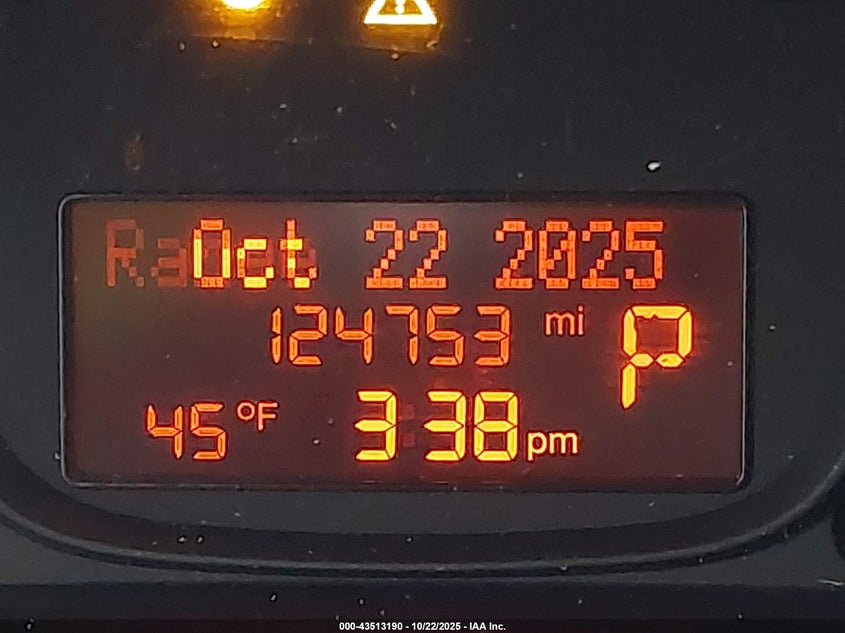 Oct 22 2025
124753 mi P
45 °F 3:38 pm
000-43513190 - 10/22/2025 - IAA Inc.